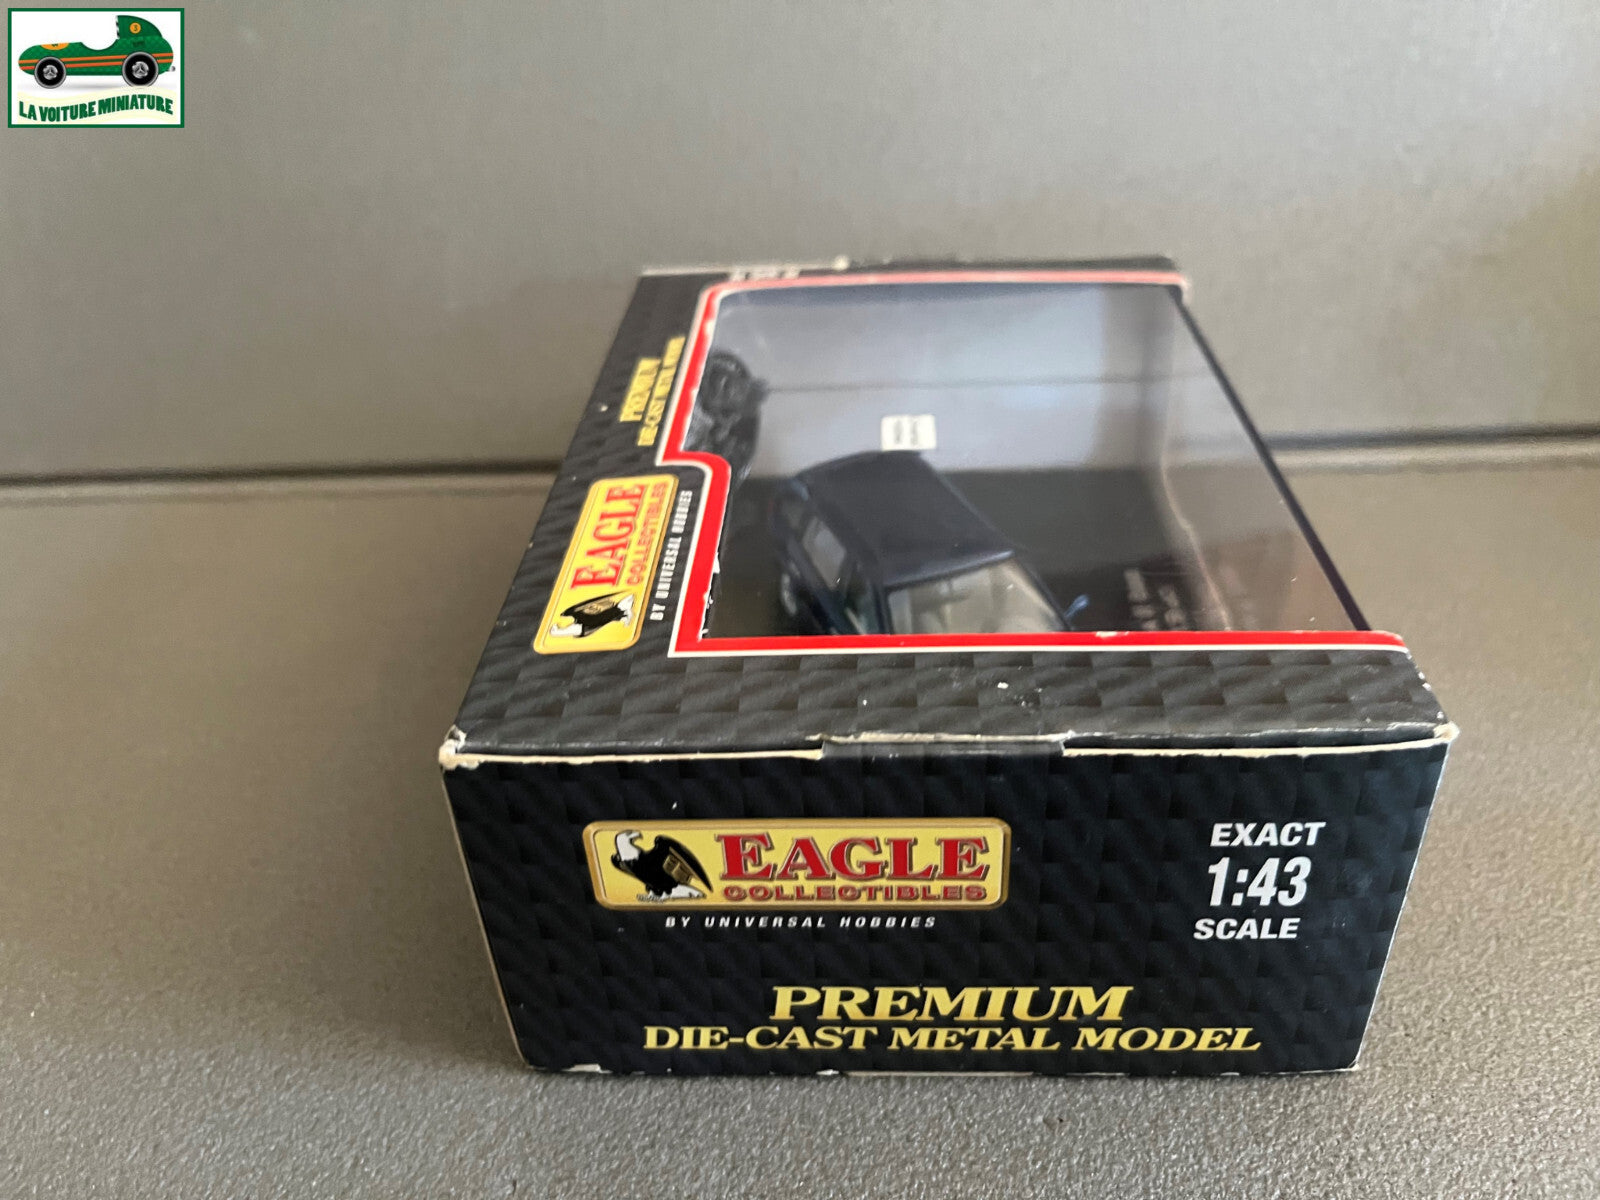 LA VOITURE MINIATURE
PREMIUM
EAGLE
COLLECTIBLES
BY UNIVERSAL HOBBIES
EAGLE
COLLECTIBLES
BY UNIVERSAL HOBBIES
EXACT
1:43
SCALE
PREMIUM
DIE-CAST METAL MODEL